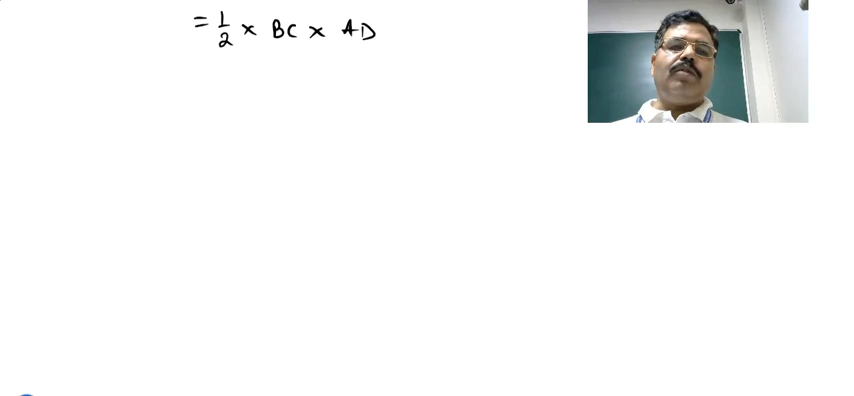 = 1/2 × BC × AD